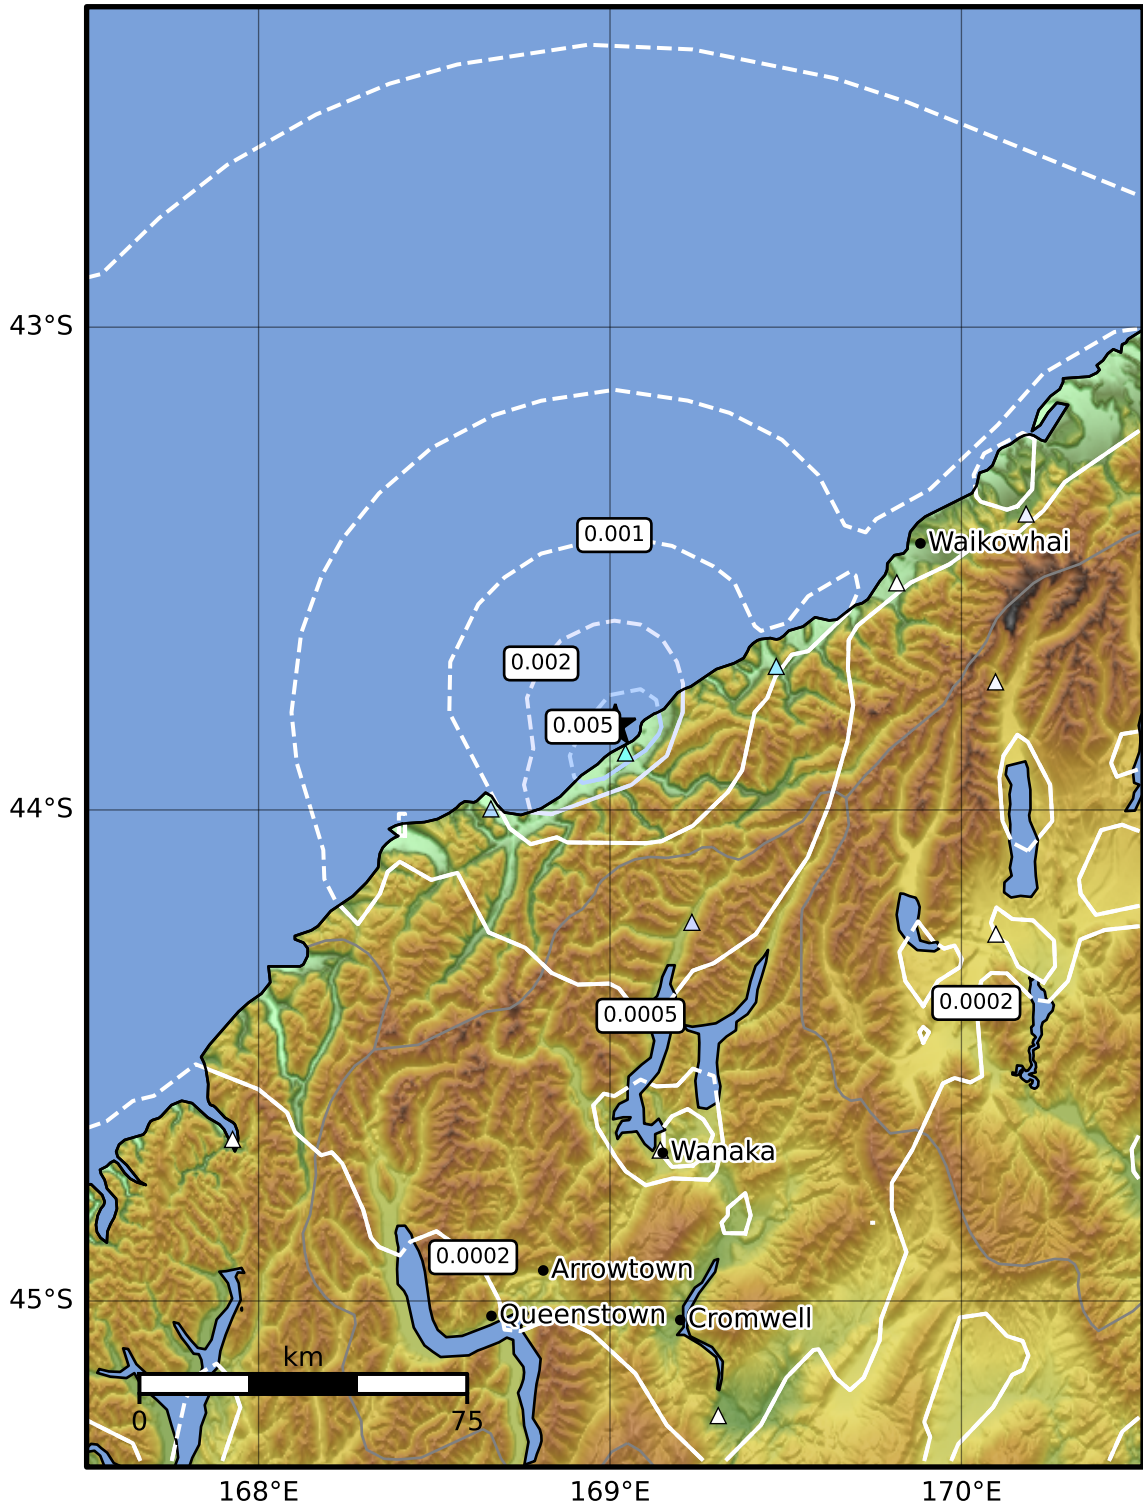 43°S
0.001
Waikowhai
0.002
0.005
44°S
0.0002
0.0005
Wanaka
0.0002
Arrowtown
45°S
Queenstown
Cromwell
km
0
75
168°E
169°E
170°E